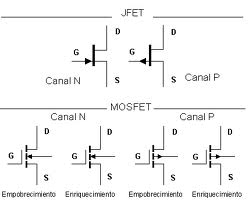 JFET
D D
G G
S S
Canal N Canal P
MOSFET
Canal N Canal P
D D D D
G G G G
S S S S
Empobrecimiento Enriquecimiento Empobrecimiento Enriquecimiento